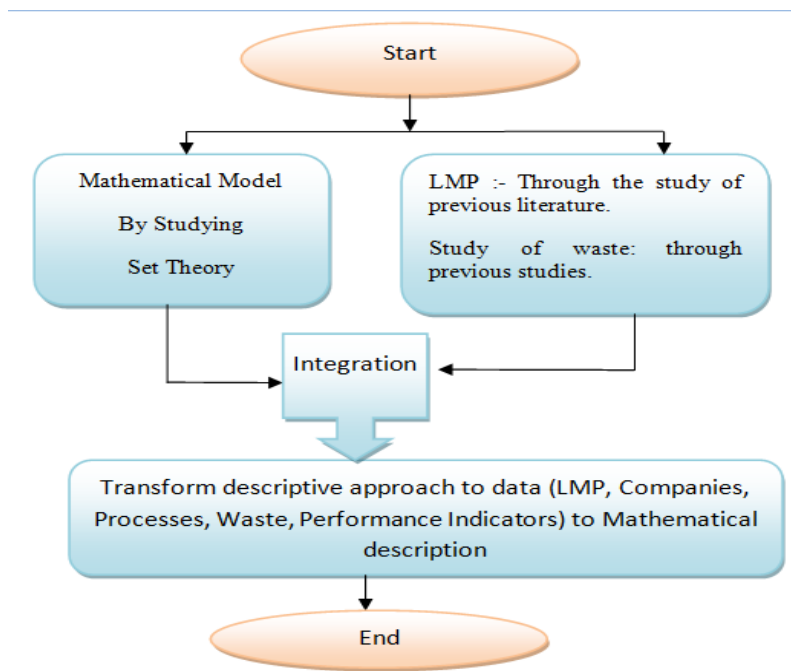 Start
Mathematical Model
By Studying
Set Theory
LMP :- Through the study of
previous literature.
Study of waste: through
previous studies.
Integration
Transform descriptive approach to data (LMP, Companies,
Processes, Waste, Performance Indicators) to Mathematical
description
End